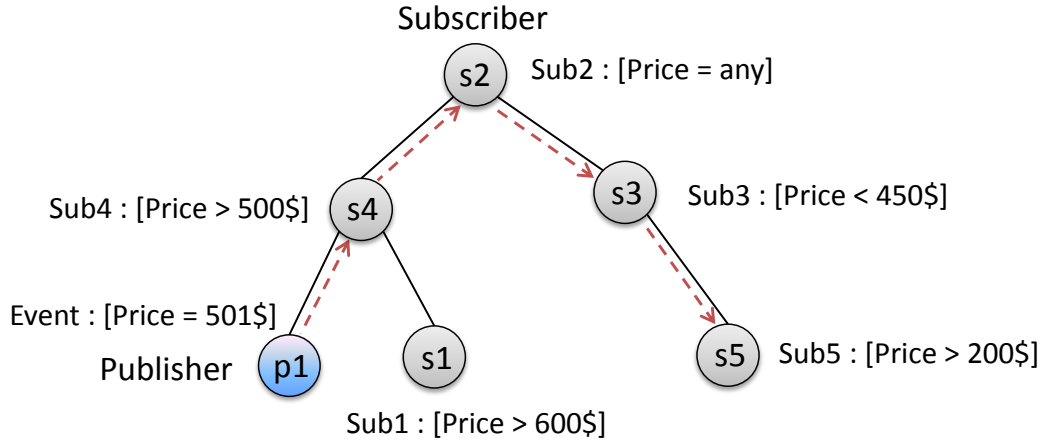 Subscriber
s2
Sub2 : [Price = any]
s3
Sub3 : [Price < 450$]
Sub4 : [Price > 500$]
s4
Event : [Price = 501$]
Publisher
p1
s1
s5
Sub5 : [Price > 200$]
Sub1 : [Price > 600$]